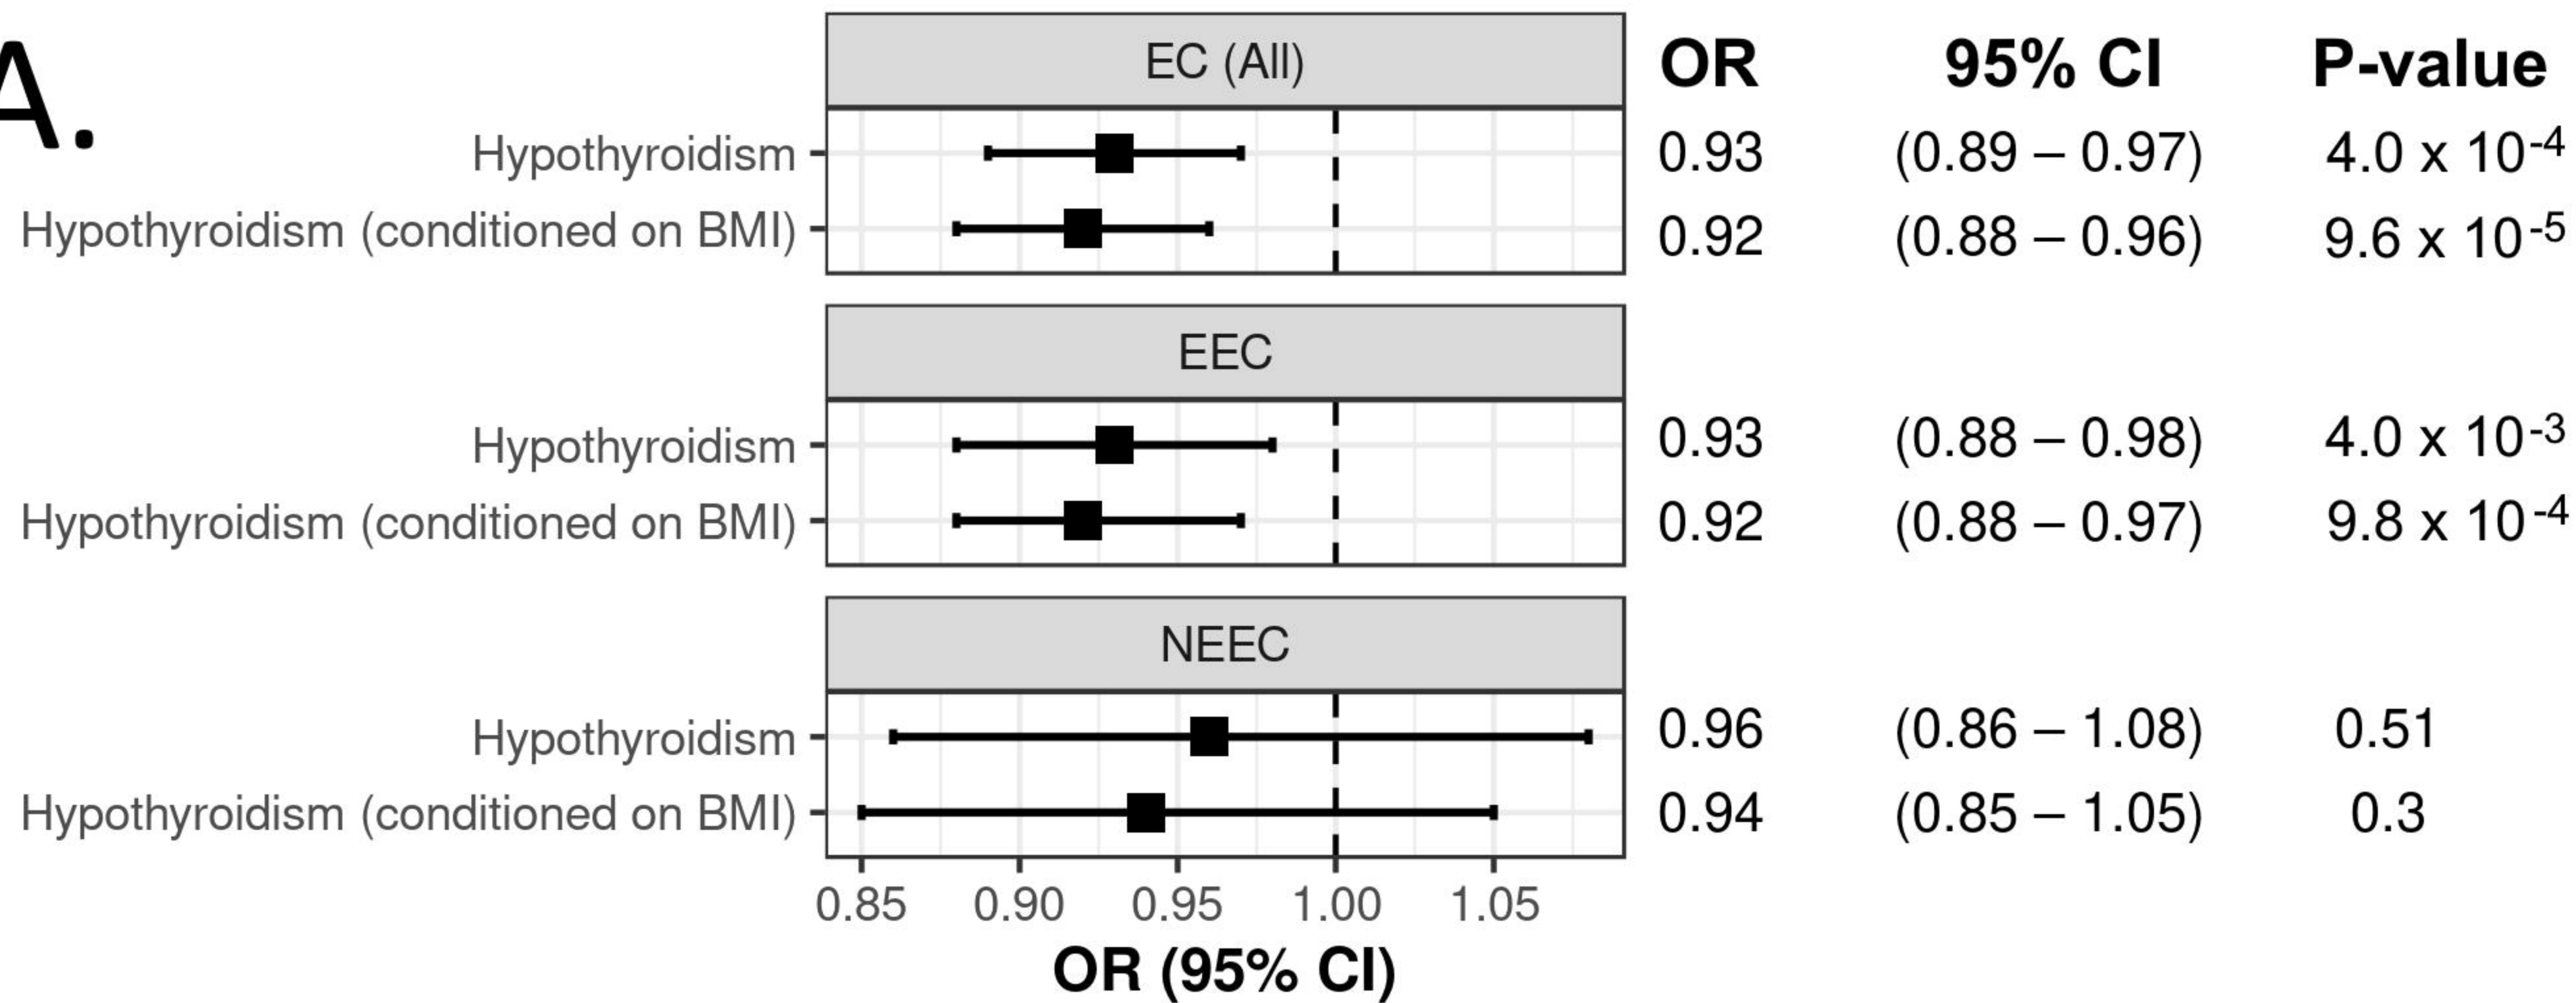 A.
EC (All) OR 95% CI P-value
Hypothyroidism 0.93 (0.89 – 0.97) 4.0 x 10⁻⁴
Hypothyroidism (conditioned on BMI) 0.92 (0.88 – 0.96) 9.6 x 10⁻⁵
EEC
Hypothyroidism 0.93 (0.88 – 0.98) 4.0 x 10⁻³
Hypothyroidism (conditioned on BMI) 0.92 (0.88 – 0.97) 9.8 x 10⁻⁴
NEEC
Hypothyroidism 0.96 (0.86 – 1.08) 0.51
Hypothyroidism (conditioned on BMI) 0.94 (0.85 – 1.05) 0.3
0.85 0.90 0.95 1.00 1.05
OR (95% CI)